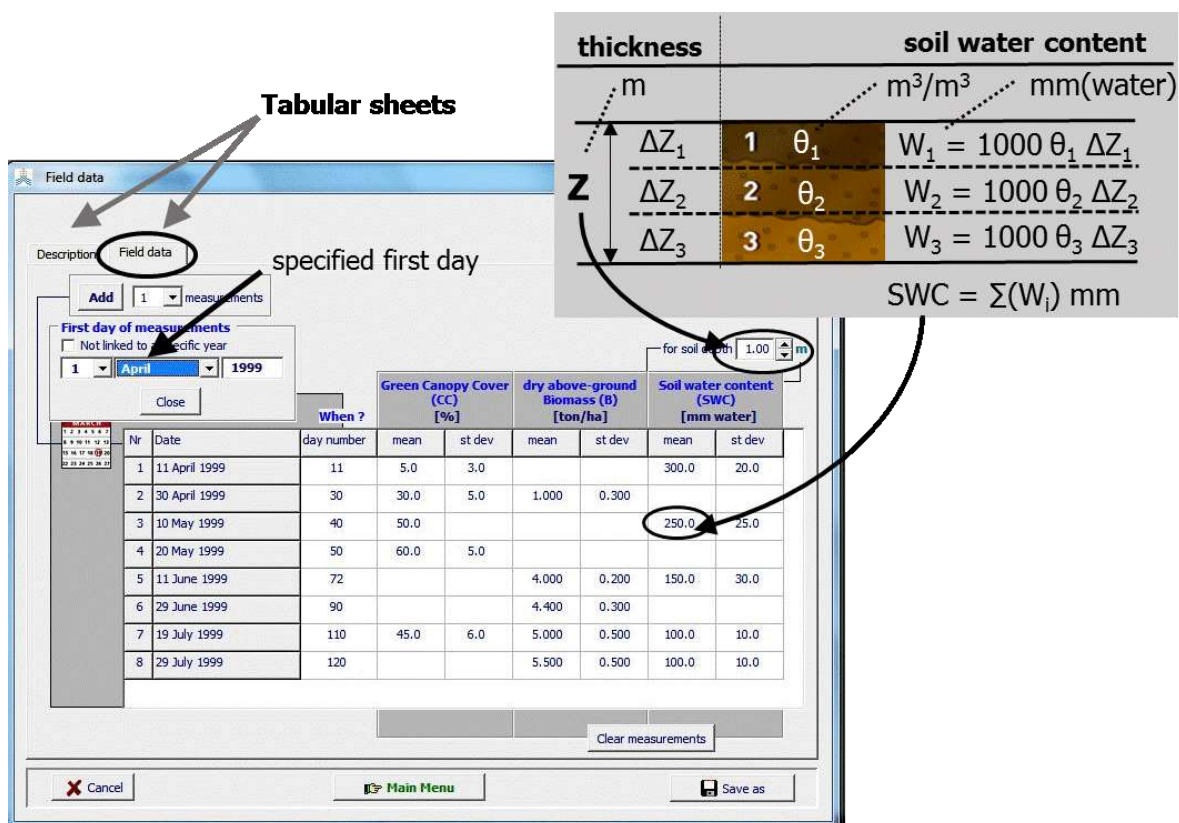 thickness soil water content
m m³/m³ mm(water)
Tabular sheets
ΔZ₁ 1 θ₁ W₁ = 1000 θ₁ ΔZ₁
Z ΔZ₂ 2 θ₂ W₂ = 1000 θ₂ ΔZ₂
ΔZ₃ 3 θ₃ W₃ = 1000 θ₃ ΔZ₃
SWC = Σ(Wᵢ) mm
Field data
Description Field data
specified first day
Add 1 measurements
First day of measurements
Not linked to a specific year
1 April 1999
Close
for soil depth 1.00 m
When ? Green Canopy Cover (CC) [%] dry above-ground Biomass (B) [ton/ha] Soil water content (SWC) [mm water]
MARCH
Nr Date day number mean st dev mean st dev mean st dev
1 11 April 1999 11 5.0 3.0 300.0 20.0
2 30 April 1999 30 30.0 5.0 1.000 0.300
3 10 May 1999 40 50.0 250.0 25.0
4 20 May 1999 50 60.0 5.0
5 11 June 1999 72 4.000 0.200 150.0 30.0
6 29 June 1999 90 4.400 0.300
7 19 July 1999 110 45.0 6.0 5.000 0.500 100.0 10.0
8 29 July 1999 120 5.500 0.500 100.0 10.0
Clear measurements
Cancel Main Menu Save as